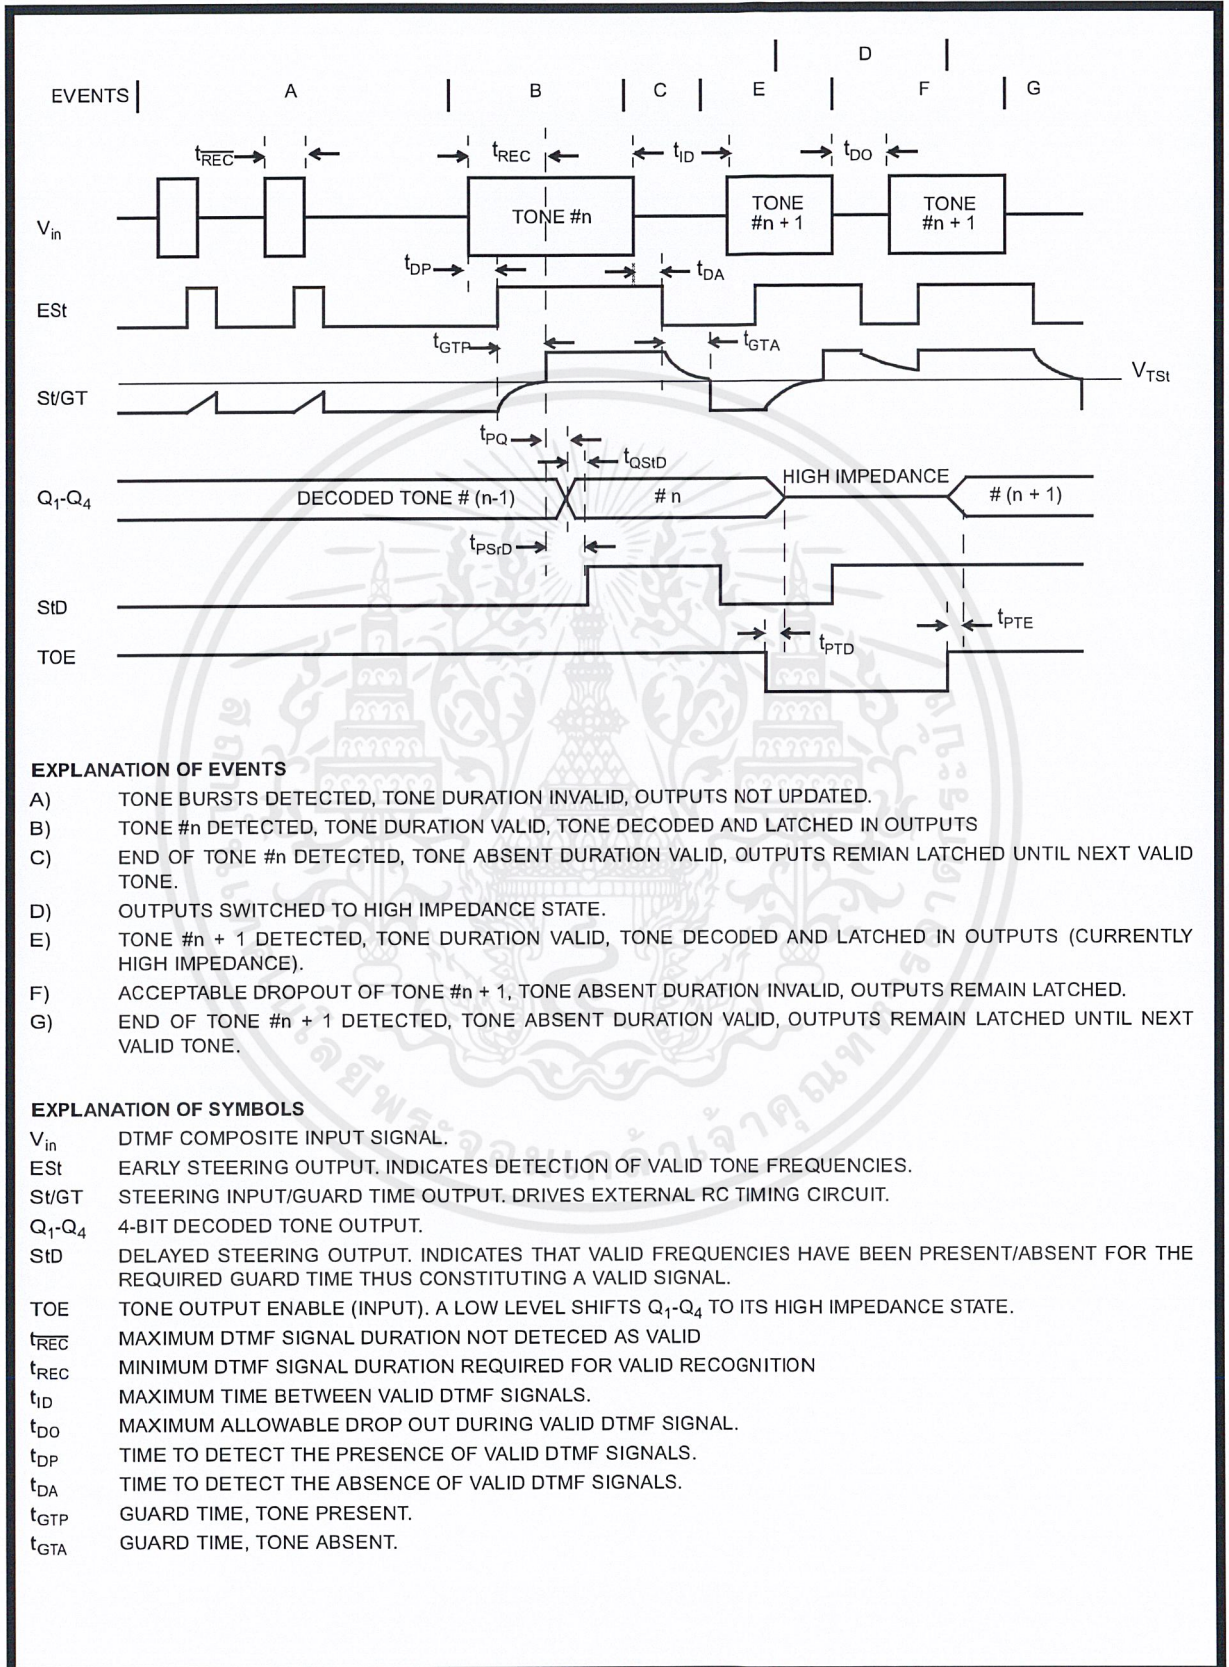 D
EVENTS A B C E F G
tREC tREC tID tDO
Vin TONE #n TONE #n + 1 TONE #n + 1
tDP tDA
ESt
tGTP tGTA
VTSt
St/GT
tPQ
tQStD
HIGH IMPEDANCE
Q1-Q4 DECODED TONE # (n-1) # n # (n + 1)
tPSrD
StD
tPTE
tPTD
TOE
EXPLANATION OF EVENTS
A) TONE BURSTS DETECTED, TONE DURATION INVALID, OUTPUTS NOT UPDATED.
B) TONE #n DETECTED, TONE DURATION VALID, TONE DECODED AND LATCHED IN OUTPUTS
C) END OF TONE #n DETECTED, TONE ABSENT DURATION VALID, OUTPUTS REMIAN LATCHED UNTIL NEXT VALID
TONE.
D) OUTPUTS SWITCHED TO HIGH IMPEDANCE STATE.
E) TONE #n + 1 DETECTED, TONE DURATION VALID, TONE DECODED AND LATCHED IN OUTPUTS (CURRENTLY
HIGH IMPEDANCE).
F) ACCEPTABLE DROPOUT OF TONE #n + 1, TONE ABSENT DURATION INVALID, OUTPUTS REMAIN LATCHED.
G) END OF TONE #n + 1 DETECTED, TONE ABSENT DURATION VALID, OUTPUTS REMAIN LATCHED UNTIL NEXT
VALID TONE.
EXPLANATION OF SYMBOLS
Vin DTMF COMPOSITE INPUT SIGNAL.
ESt EARLY STEERING OUTPUT. INDICATES DETECTION OF VALID TONE FREQUENCIES.
St/GT STEERING INPUT/GUARD TIME OUTPUT. DRIVES EXTERNAL RC TIMING CIRCUIT.
Q1-Q4 4-BIT DECODED TONE OUTPUT.
StD DELAYED STEERING OUTPUT. INDICATES THAT VALID FREQUENCIES HAVE BEEN PRESENT/ABSENT FOR THE
REQUIRED GUARD TIME THUS CONSTITUTING A VALID SIGNAL.
TOE TONE OUTPUT ENABLE (INPUT). A LOW LEVEL SHIFTS Q1-Q4 TO ITS HIGH IMPEDANCE STATE.
tREC MAXIMUM DTMF SIGNAL DURATION NOT DETECED AS VALID
tREC MINIMUM DTMF SIGNAL DURATION REQUIRED FOR VALID RECOGNITION
tID MAXIMUM TIME BETWEEN VALID DTMF SIGNALS.
tDO MAXIMUM ALLOWABLE DROP OUT DURING VALID DTMF SIGNAL.
tDP TIME TO DETECT THE PRESENCE OF VALID DTMF SIGNALS.
tDA TIME TO DETECT THE ABSENCE OF VALID DTMF SIGNALS.
tGTP GUARD TIME, TONE PRESENT.
tGTA GUARD TIME, TONE ABSENT.